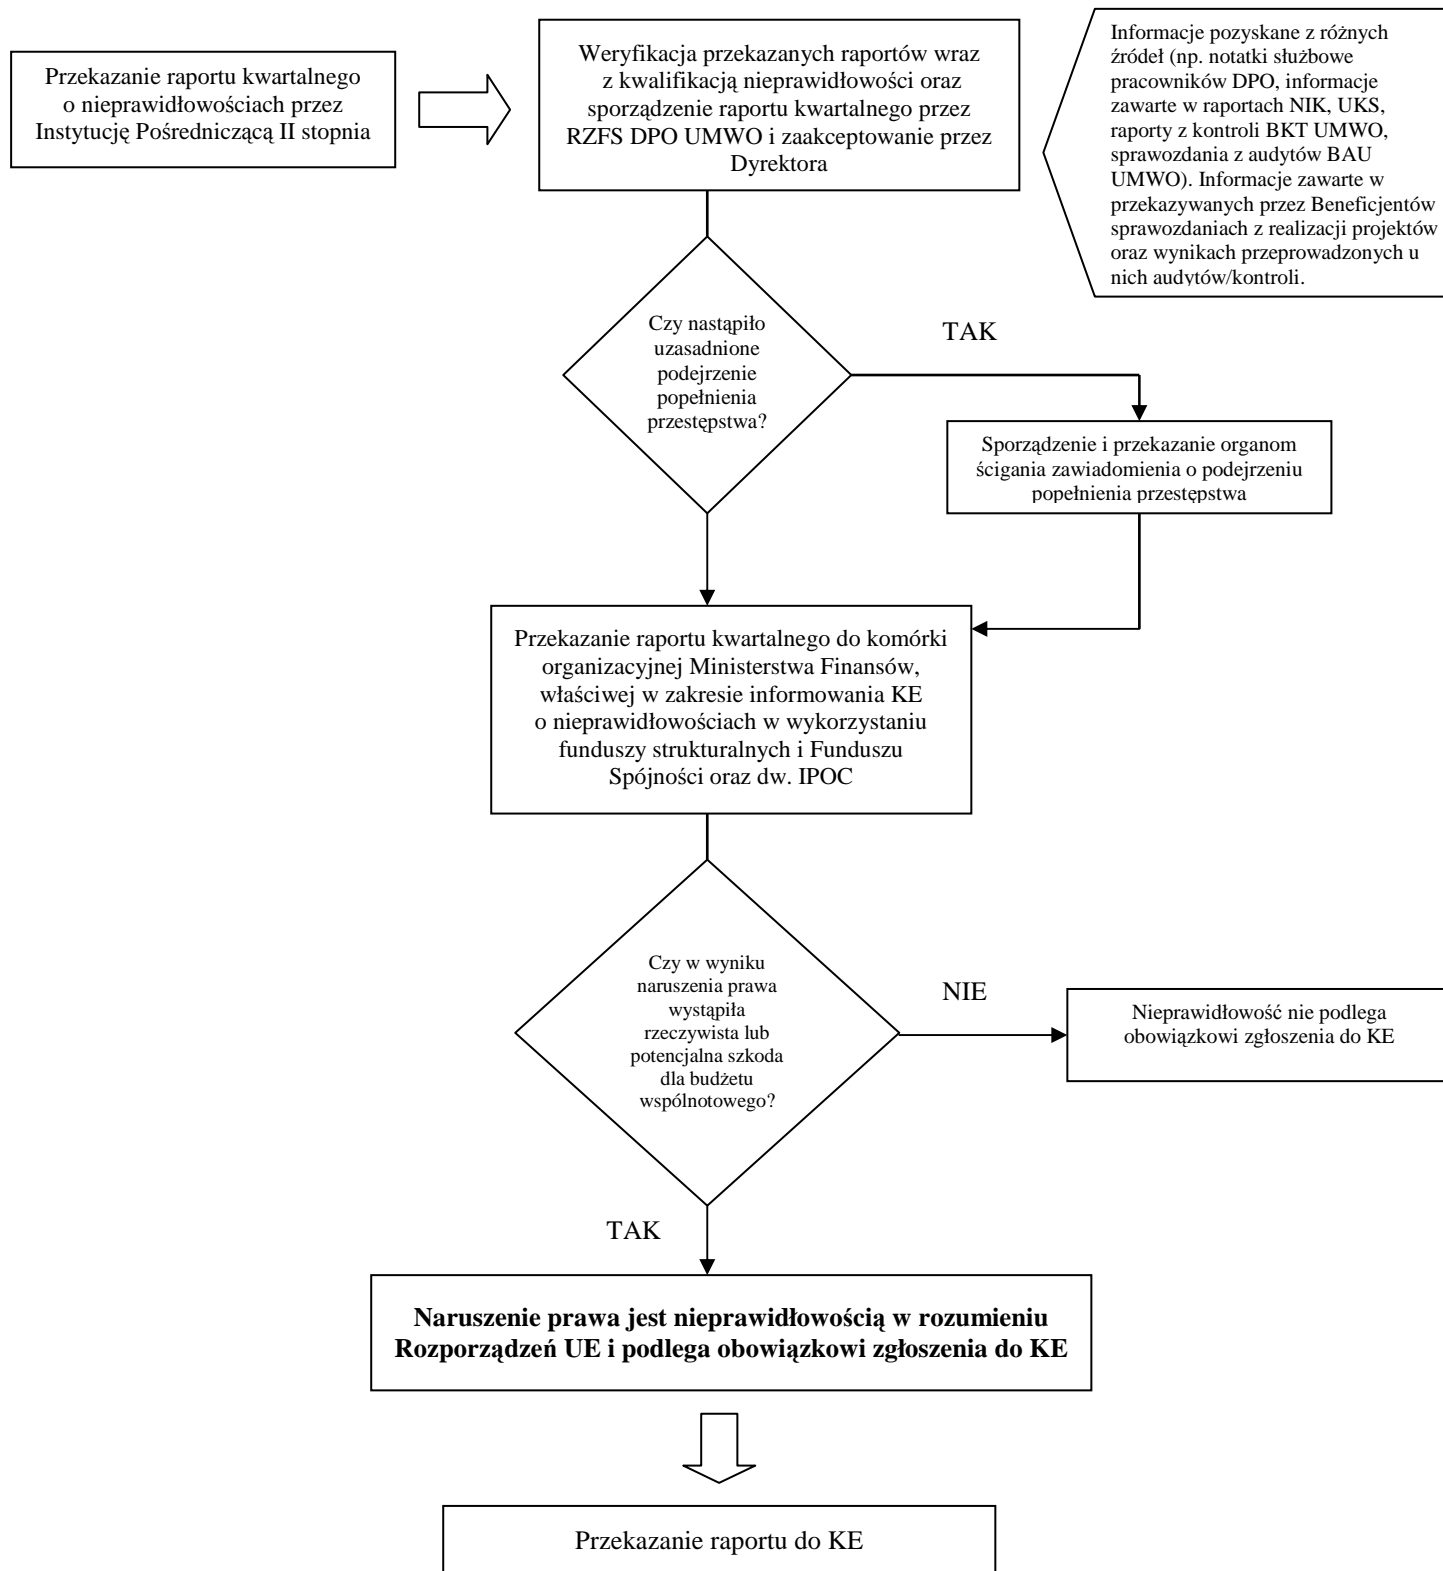 Przekazanie raportu kwartalnego
o nieprawidłowościach przez
Instytucję Pośredniczącą II stopnia
Weryfikacja przekazanych raportów wraz
z kwalifikacją nieprawidłowości oraz
sporządzenie raportu kwartalnego przez
RZFS DPO UMWO i zaakceptowanie przez
Dyrektora
Informacje pozyskane z różnych
źródeł (np. notatki służbowe
pracowników DPO, informacje
zawarte w raportach NIK, UKS,
raporty z kontroli BKT UMWO,
sprawozdania z audytów BAU
UMWO). Informacje zawarte w
przekazywanych przez Beneficjentów
sprawozdaniach z realizacji projektów
oraz wynikach przeprowadzonych u
nich audytów/kontroli.
Czy nastąpiło
uzasadnione
podejrzenie
popełnienia
przestępstwa?
TAK
Sporządzenie i przekazanie organom
ścigania zawiadomienia o podejrzeniu
popełnienia przestępstwa
Przekazanie raportu kwartalnego do komórki
organizacyjnej Ministerstwa Finansów,
właściwej w zakresie informowania KE
o nieprawidłowościach w wykorzystaniu
funduszy strukturalnych i Funduszu
Spójności oraz dw. IPOC
Czy w wyniku
naruszenia prawa
wystąpiła
rzeczywista lub
potencjalna szkoda
dla budżetu
wspólnotowego?
NIE
Nieprawidłowość nie podlega
obowiązkowi zgłoszenia do KE
TAK
Naruszenie prawa jest nieprawidłowością w rozumieniu
Rozporządzeń UE i podlega obowiązkowi zgłoszenia do KE
Przekazanie raportu do KE